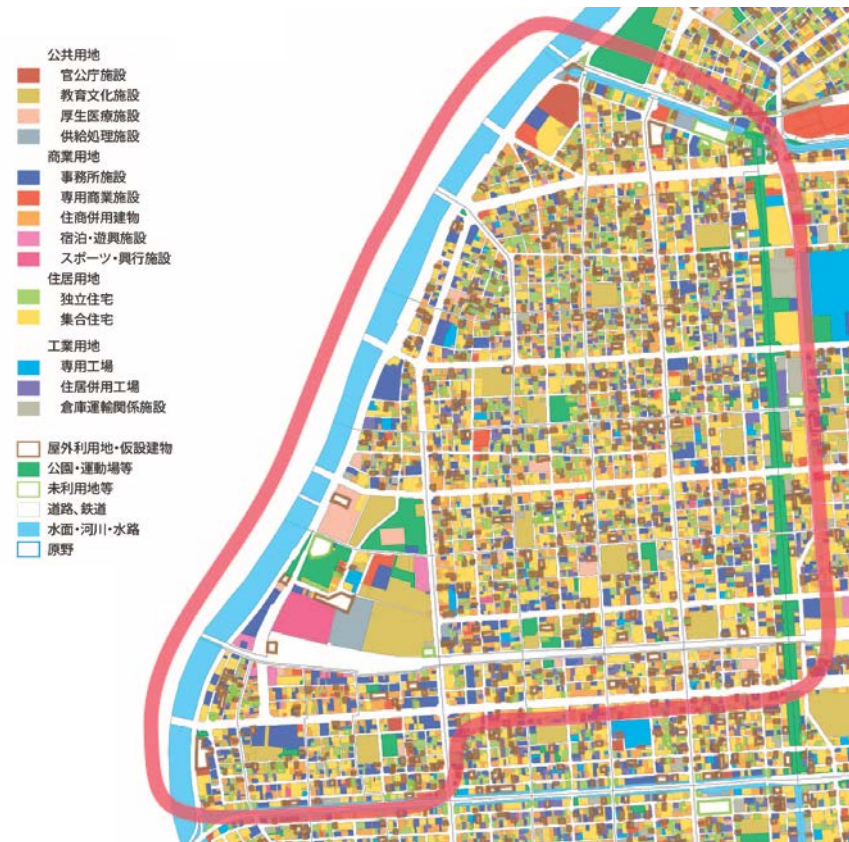 公共用地
官公庁施設
教育文化施設
厚生医療施設
供給処理施設
商業用地
事務所施設
専用商業施設
住商併用建物
宿泊・遊興施設
スポーツ・興行施設
住居用地
独立住宅
集合住宅
工業用地
専用工場
住居併用工場
倉庫運輸関係施設
屋外利用地・仮設建物
公園・運動場等
未利用地等
道路、鉄道
水面・河川・水路
原野